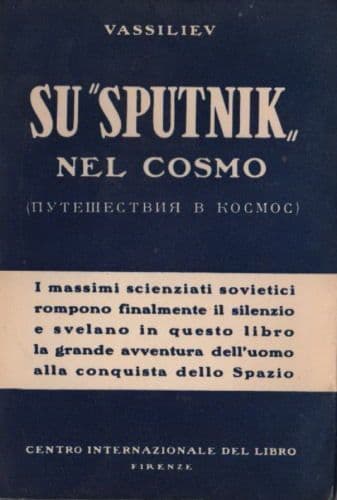 VASSILIEV
SU "SPUTNIK„
NEL COSMO
(ПУТЕШЕСТВИЯ В КОСМОС)
I massimi scienziati sovietici
rompono finalmente il silenzio
e svelano in questo libro
la grande avventura dell'uomo
alla conquista dello Spazio
CENTRO INTERNAZIONALE DEL LIBRO
FIRENZE